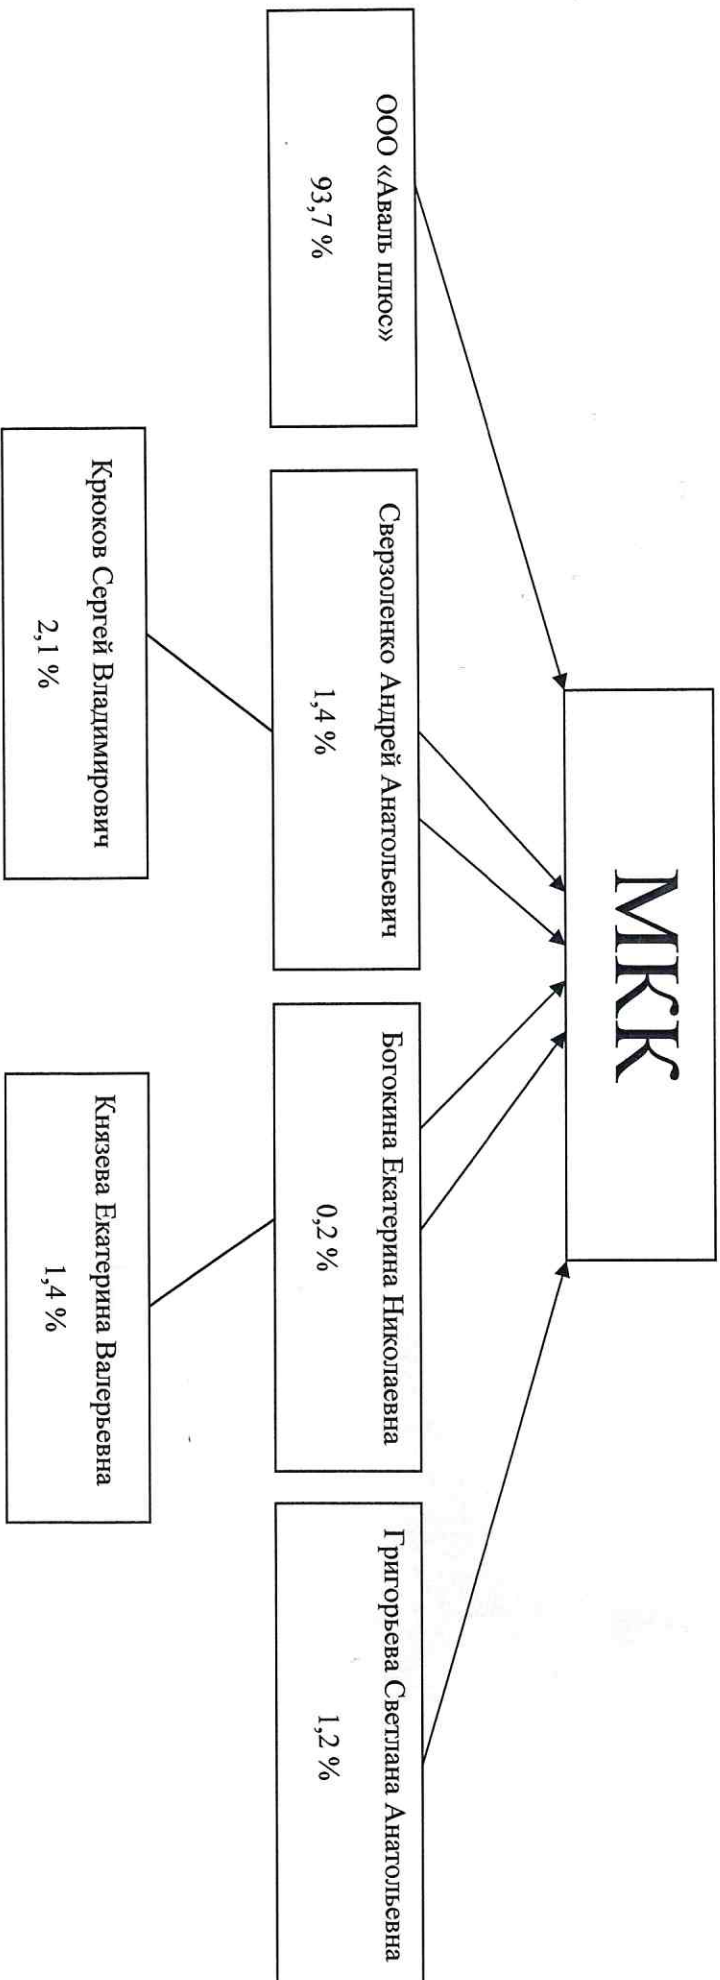 МКК
ООО «Аваль плюс»
93,7 %
Сверзоленко Андрей Анатольевич
1,4 %
Богокина Екатерина Николаевна
0,2 %
Григорьева Светлана Анатольевна
1,2 %
Крюков Сергей Владимирович
2,1 %
Князева Екатерина Валерьевна
1,4 %